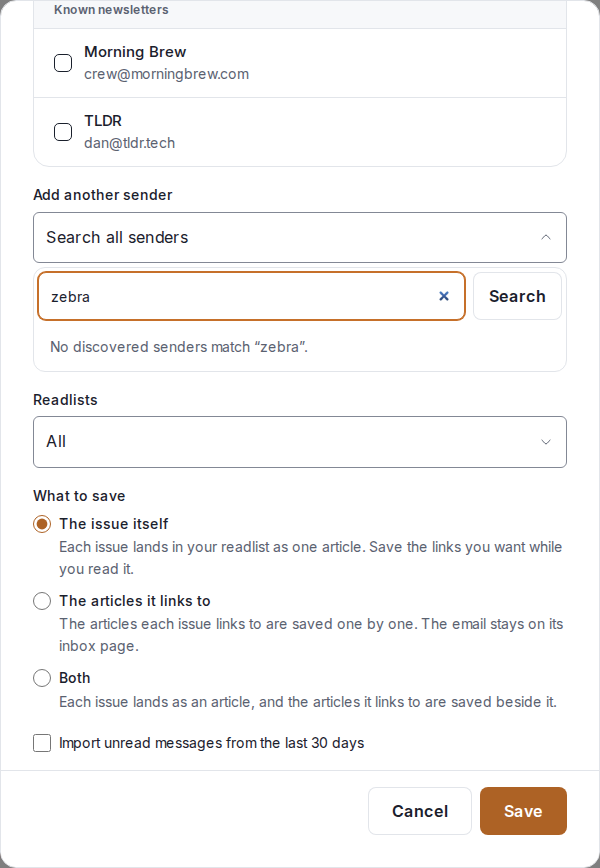 Known newsletters
Morning Brew
crew@morningbrew.com
TLDR
dan@tldr.tech
Add another sender
Search all senders
zebra
Search
No discovered senders match “zebra”.
Readlists
All
What to save
The issue itself
Each issue lands in your readlist as one article. Save the links you want while
you read it.
The articles it links to
The articles each issue links to are saved one by one. The email stays on its
inbox page.
Both
Each issue lands as an article, and the articles it links to are saved beside it.
Import unread messages from the last 30 days
Cancel
Save